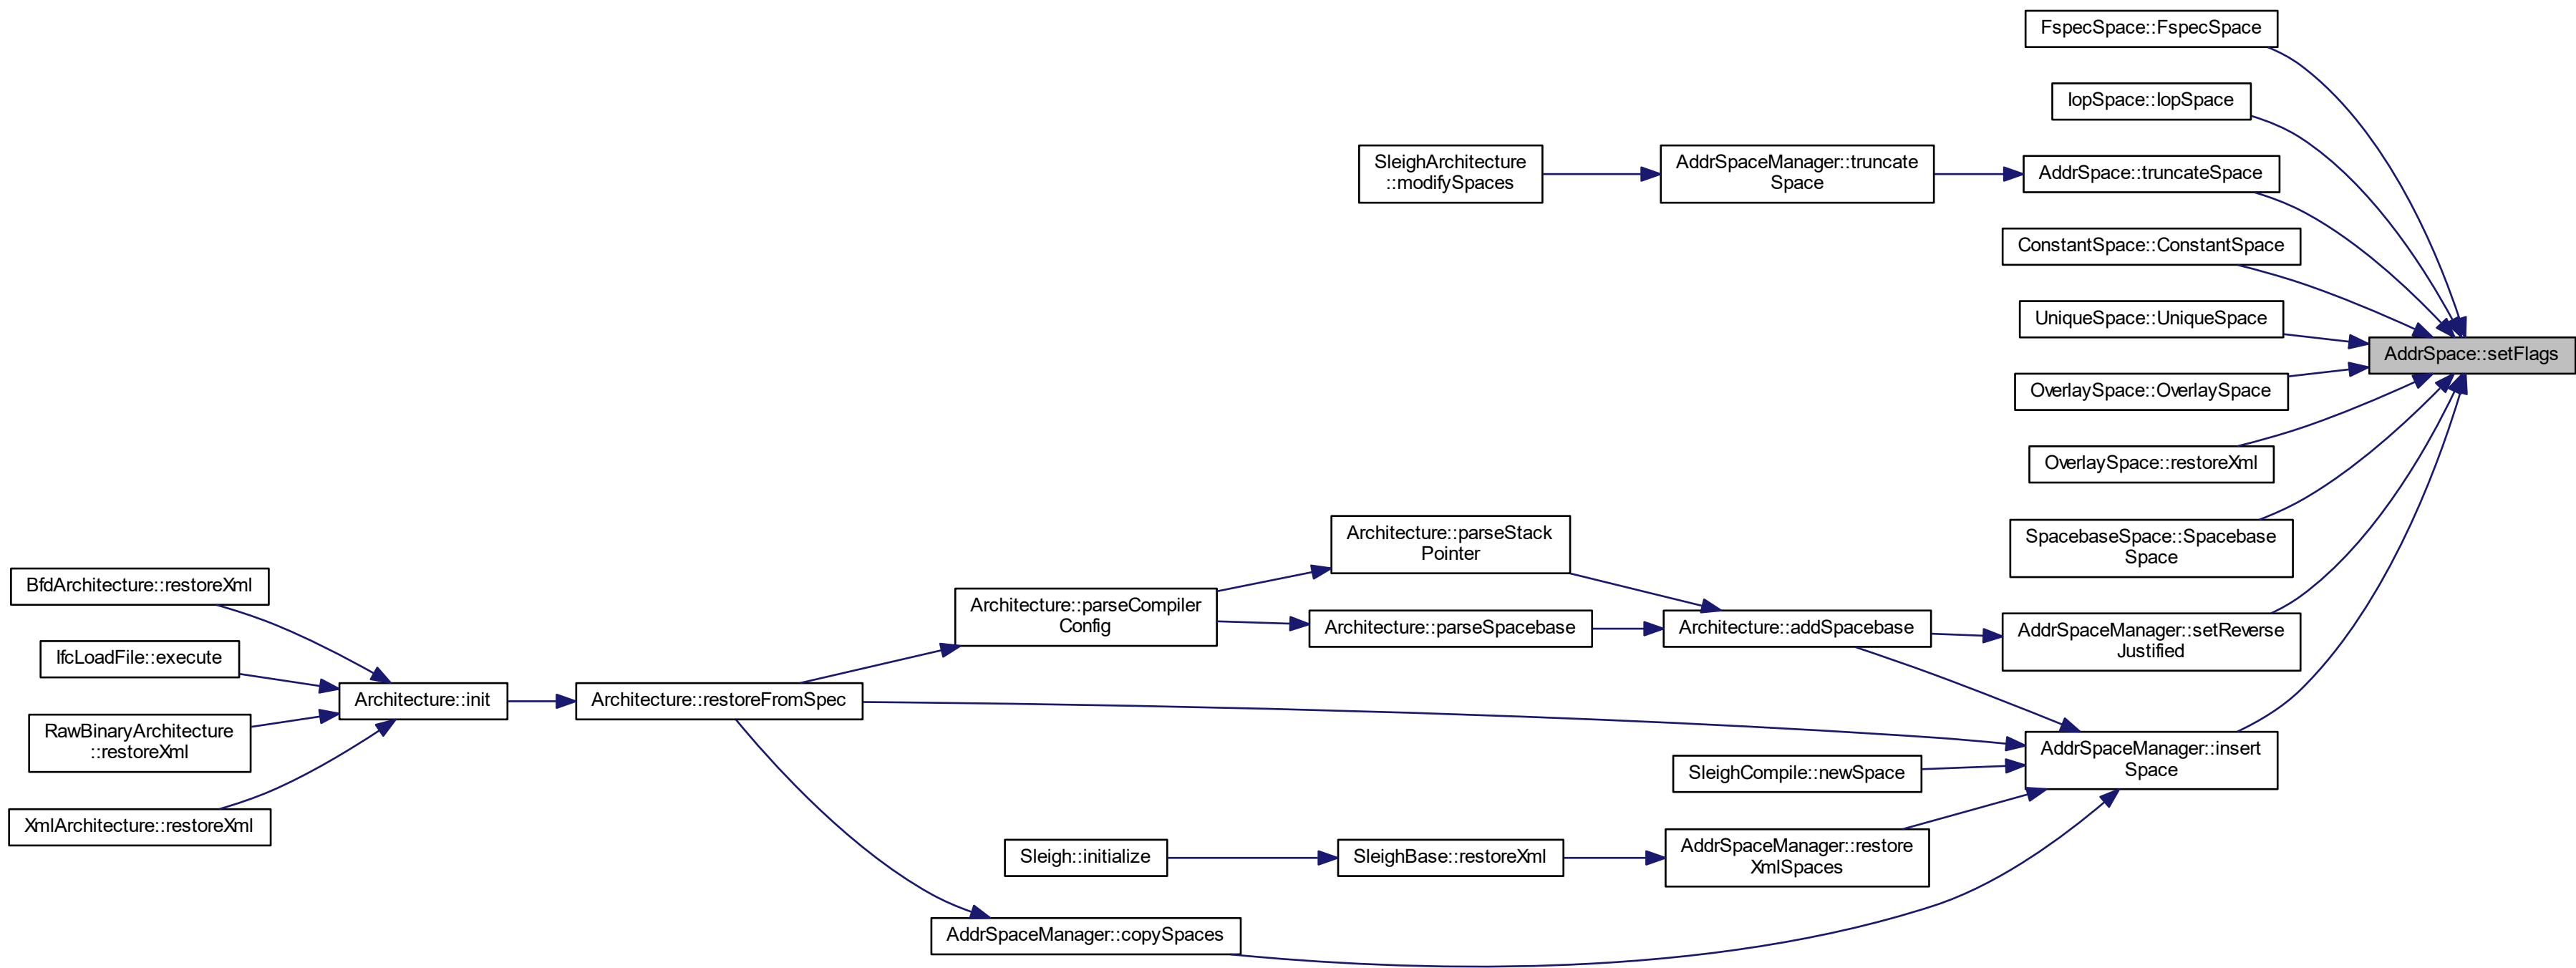 FspecSpace::FspecSpace
IopSpace::IopSpace
SleighArchitecture
::modifySpaces
AddrSpaceManager::truncate
Space
AddrSpace::truncateSpace
ConstantSpace::ConstantSpace
UniqueSpace::UniqueSpace
AddrSpace::setFlags
OverlaySpace::OverlaySpace
OverlaySpace::restoreXml
SpacebaseSpace::Spacebase
Space
Architecture::parseStack
Pointer
BfdArchitecture::restoreXml
Architecture::parseCompiler
Config
Architecture::parseSpacebase
Architecture::addSpacebase
AddrSpaceManager::setReverse
Justified
IfcLoadFile::execute
Architecture::init
Architecture::restoreFromSpec
RawBinaryArchitecture
::restoreXml
AddrSpaceManager::insert
Space
SleighCompile::newSpace
XmlArchitecture::restoreXml
Sleigh::initialize
SleighBase::restoreXml
AddrSpaceManager::restore
XmlSpaces
AddrSpaceManager::copySpaces